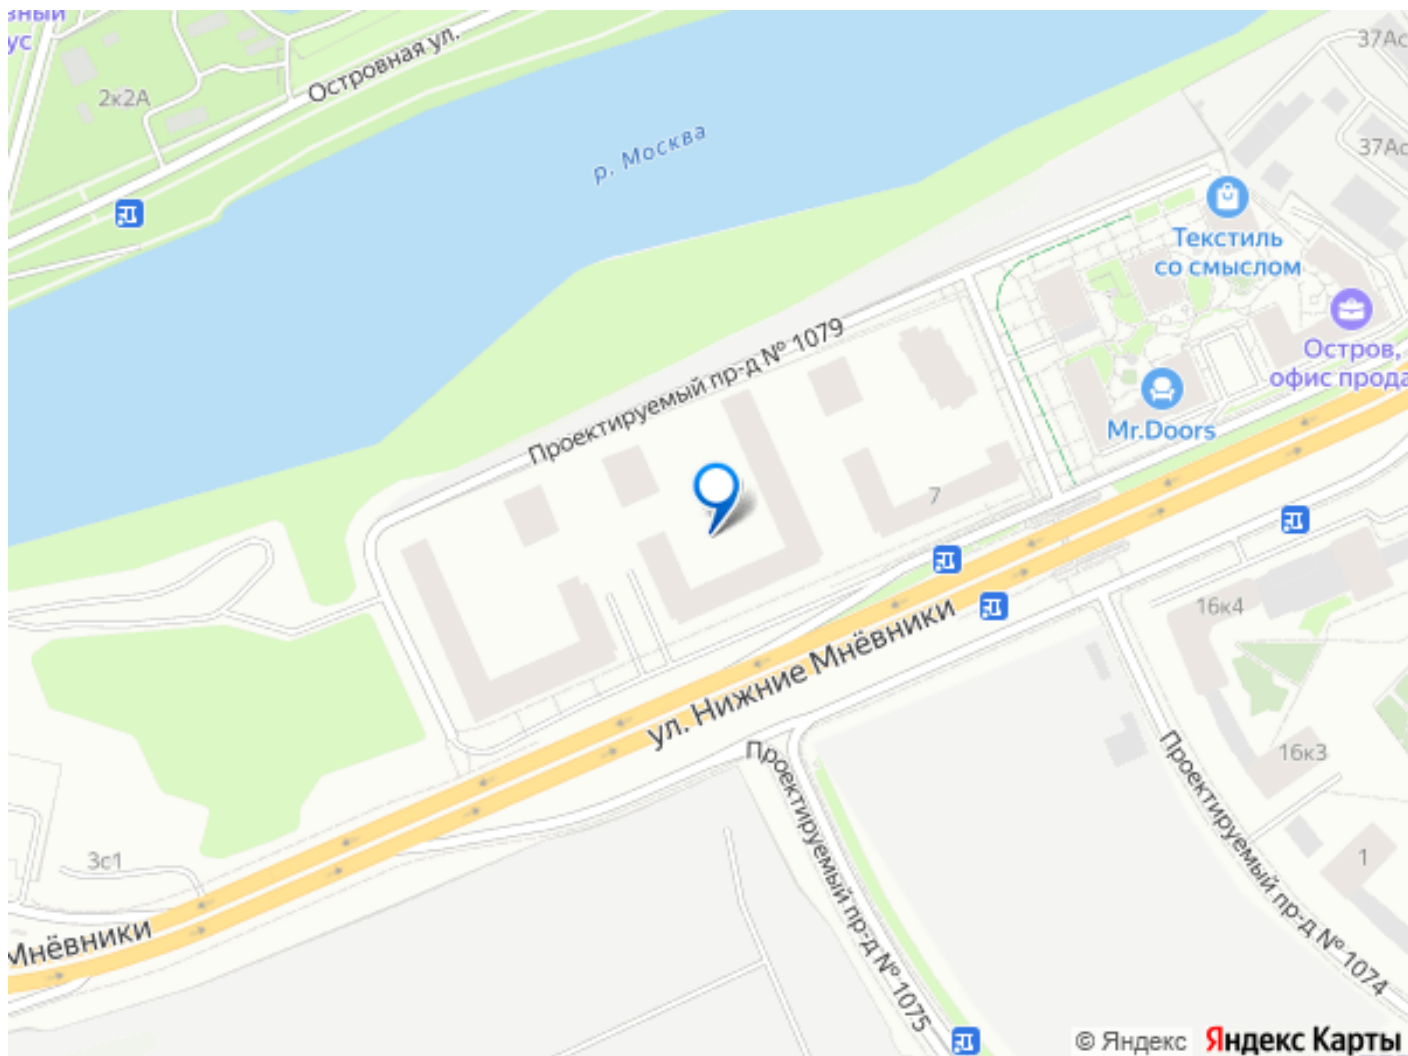 вный
ус
Островная ул.
2к2А
37Ас
р. Москва
37Ас
Текстиль
со смыслом
Проектируемый пр-д № 1079
Остров,
офис прода
Mr.Doors
7
16к4
ул. Нижние Мнёвники
16к3
Проектируемый пр-д № 1075
Проектируемый пр-д № 1074
3с1
1
Мнёвники
© Яндекс Яндекс Карты